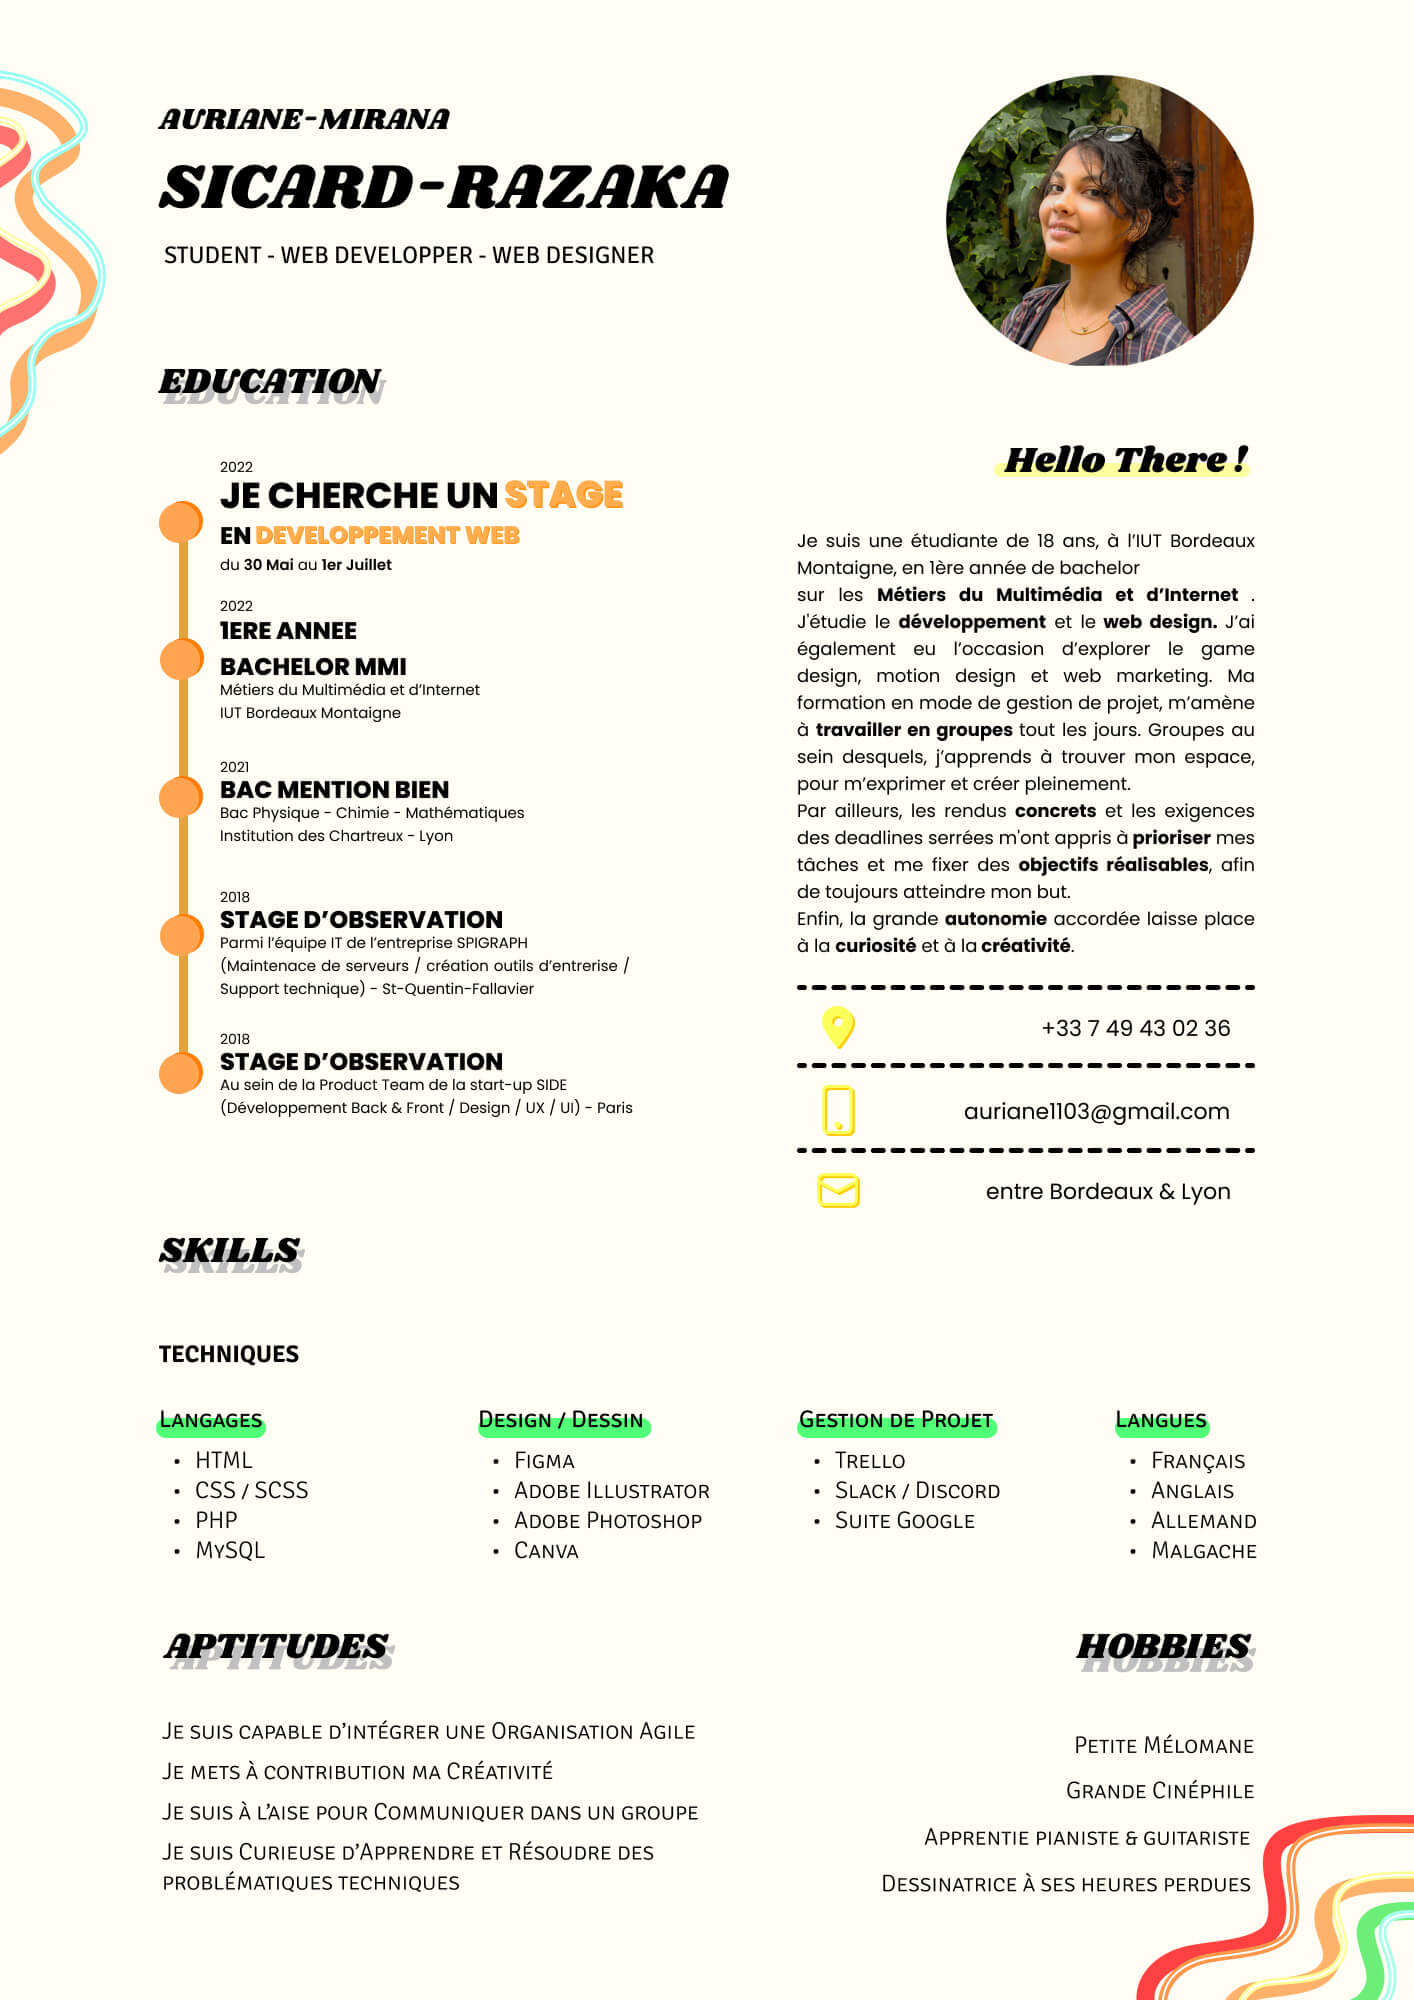 AURIANE-MIRANA
SICARD-RAZAKA
STUDENT - WEB DEVELOPPER - WEB DESIGNER
EDUCATION
2022
JE CHERCHE UN STAGE
EN DEVELOPPEMENT WEB
du 30 Mai au 1er Juillet
2022
1ERE ANNEE
BACHELOR MMI
Métiers du Multimédia et d’Internet
IUT Bordeaux Montaigne
2021
BAC MENTION BIEN
Bac Physique - Chimie - Mathématiques
Institution des Chartreux - Lyon
2018
STAGE D’OBSERVATION
Parmi l’équipe IT de l’entreprise SPIGRAPH
(Maintenace de serveurs / création outils d’entrerise /
Support technique) - St-Quentin-Fallavier
2018
STAGE D’OBSERVATION
Au sein de la Product Team de la start-up SIDE
(Développement Back & Front / Design / UX / UI) - Paris
Hello There !
Je suis une étudiante de 18 ans, à l’IUT Bordeaux
Montaigne, en 1ère année de bachelor
sur les Métiers du Multimédia et d’Internet .
J'étudie le développement et le web design. J’ai
également eu l’occasion d’explorer le game
design, motion design et web marketing. Ma
formation en mode de gestion de projet, m’amène
à travailler en groupes tout les jours. Groupes au
sein desquels, j’apprends à trouver mon espace,
pour m’exprimer et créer pleinement.
Par ailleurs, les rendus concrets et les exigences
des deadlines serrées m'ont appris à prioriser mes
tâches et me fixer des objectifs réalisables, afin
de toujours atteindre mon but.
Enfin, la grande autonomie accordée laisse place
à la curiosité et à la créativité.
+33 7 49 43 02 36
auriane1103@gmail.com
entre Bordeaux & Lyon
SKILLS
TECHNIQUES
Langages
• HTML
• CSS / SCSS
• PHP
• MySQL
Design / Dessin
• Figma
• Adobe Illustrator
• Adobe Photoshop
• Canva
Gestion de Projet
• Trello
• Slack / Discord
• Suite Google
Langues
• Français
• Anglais
• Allemand
• Malgache
APTITUDES
Je suis capable d’intégrer une Organisation Agile
Je mets à contribution ma Créativité
Je suis à l’aise pour Communiquer dans un groupe
Je suis Curieuse d’Apprendre et Résoudre des
problématiques techniques
HOBBIES
Petite Mélomane
Grande Cinéphile
Apprentie pianiste & guitariste
Dessinatrice à ses heures perdues